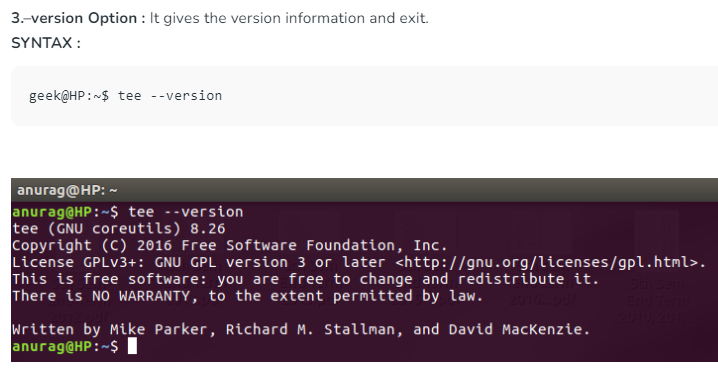 3.–version Option : It gives the version information and exit.
SYNTAX :
geek@HP:~$ tee --version
anurag@HP: ~
anurag@HP:~$ tee --version
tee (GNU coreutils) 8.26
Copyright (C) 2016 Free Software Foundation, Inc.
License GPLv3+: GNU GPL version 3 or later <http://gnu.org/licenses/gpl.html>.
This is free software: you are free to change and redistribute it.
There is NO WARRANTY, to the extent permitted by law.
Written by Mike Parker, Richard M. Stallman, and David MacKenzie.
anurag@HP:~$